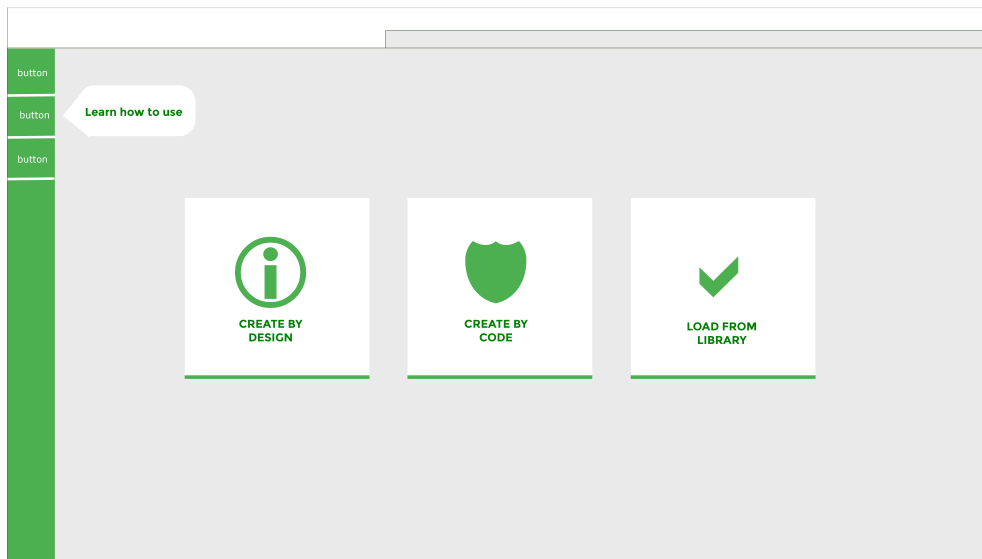 button
button
Learn how to use
button
CREATE BY
DESIGN
CREATE BY
CODE
LOAD FROM
LIBRARY